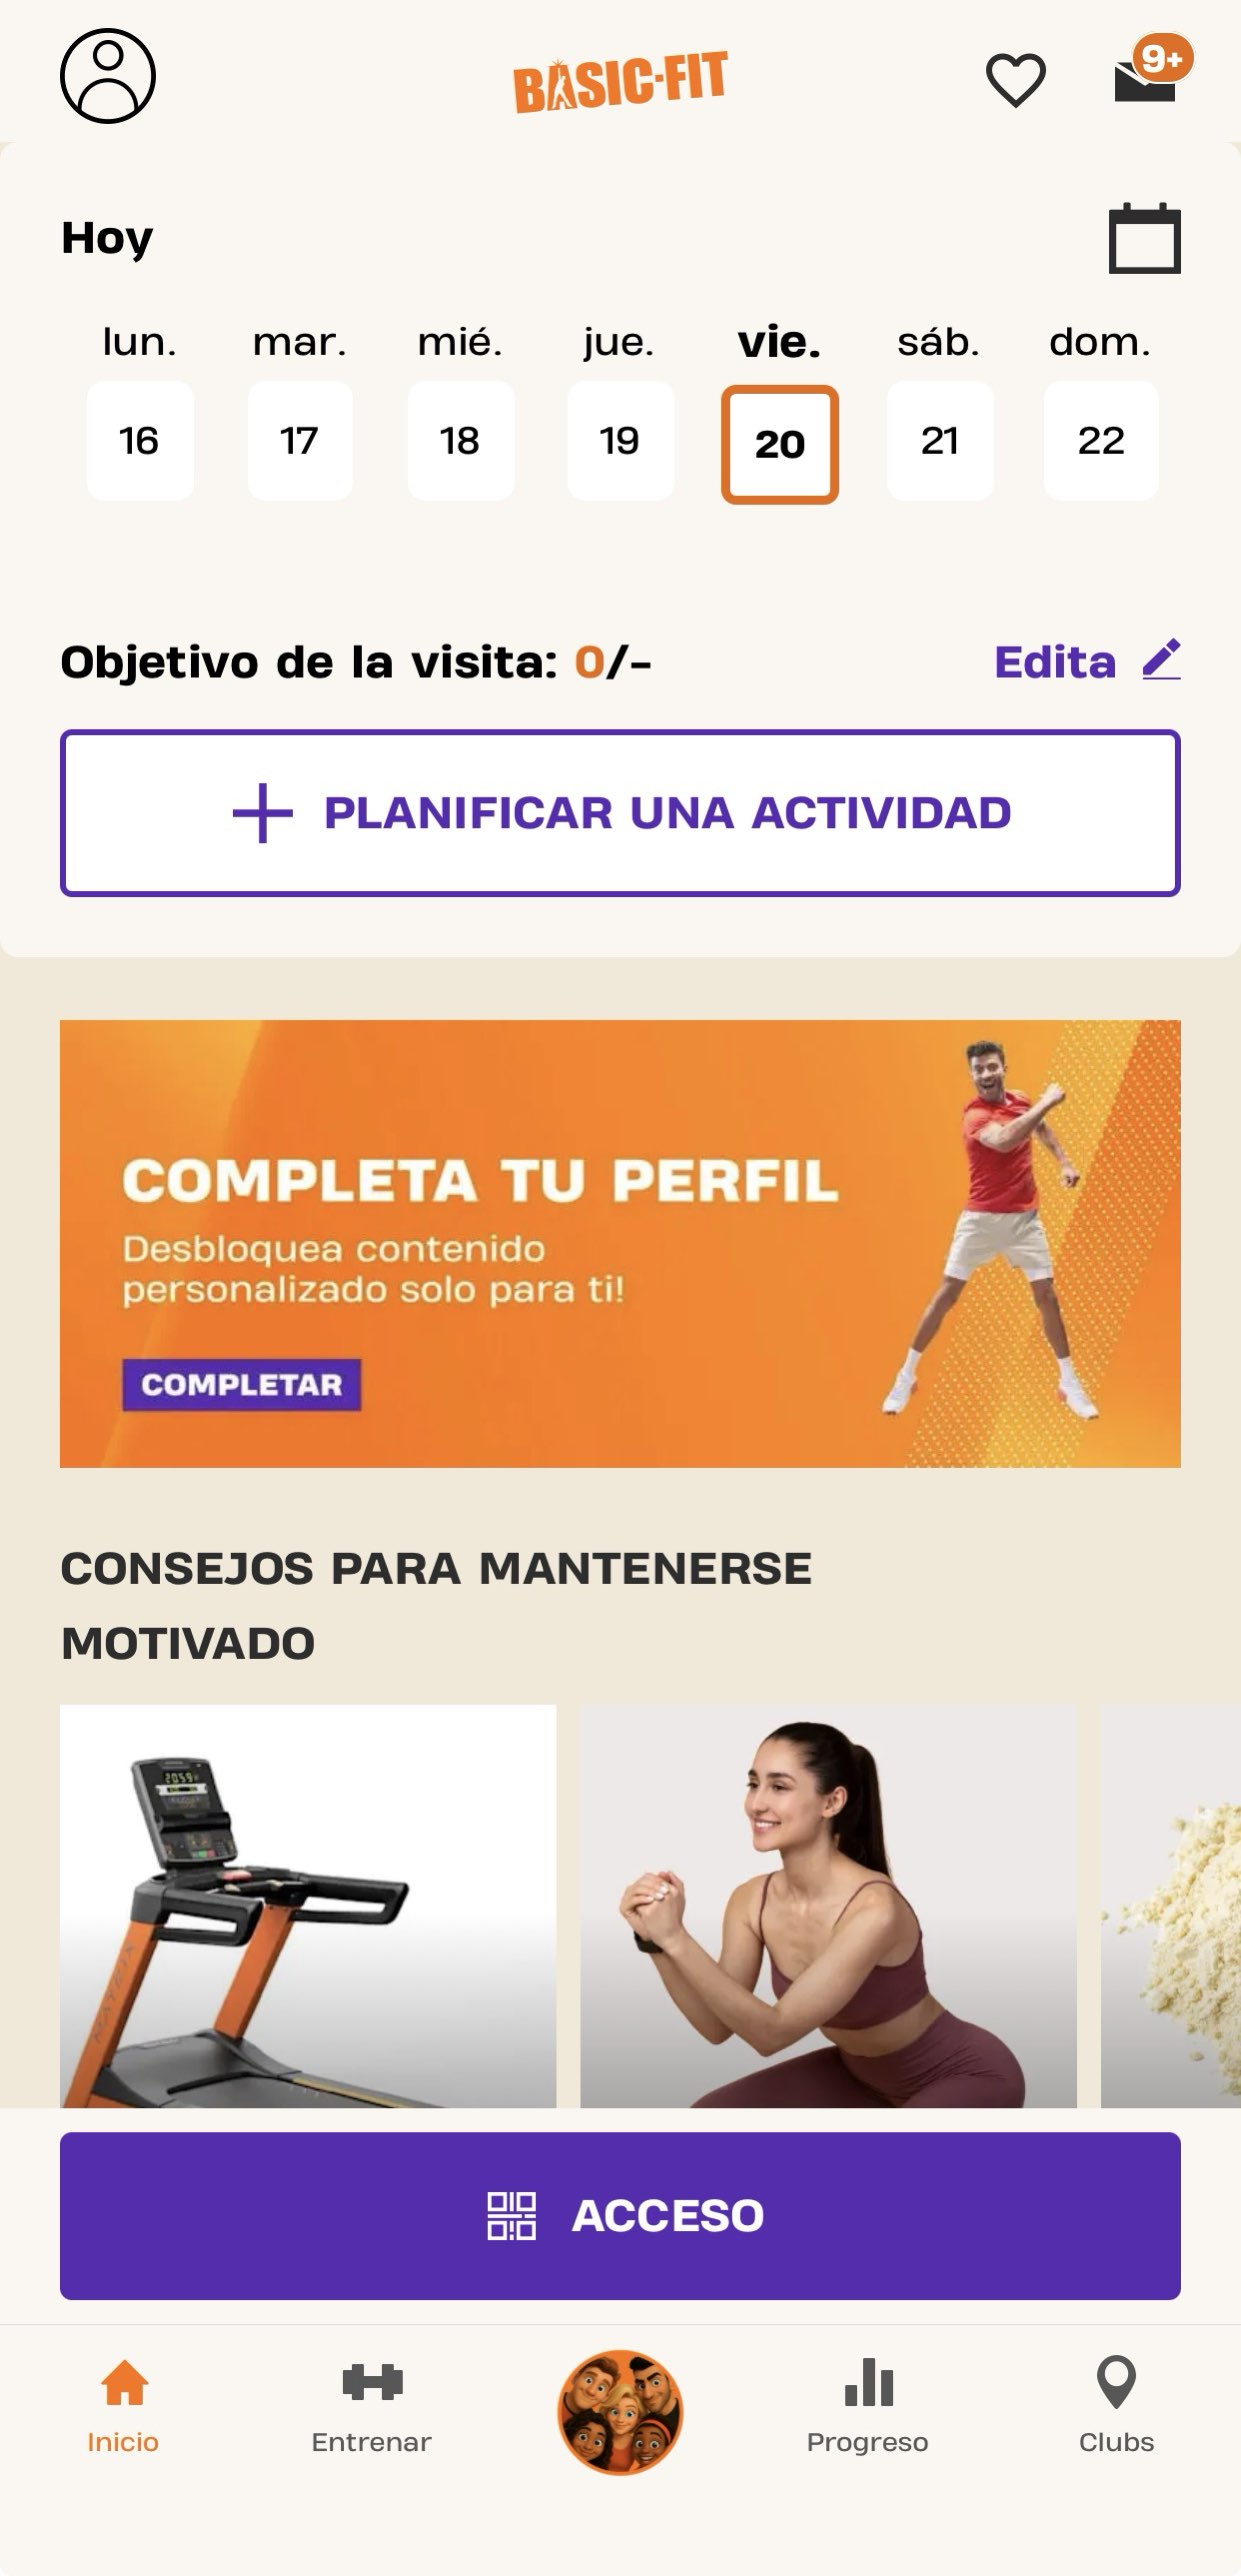 BASIC-FIT
9+
Hoy
lun. mar. mié. jue. vie. sáb. dom.
16 17 18 19 20 21 22
Objetivo de la visita: 0/- Edita
PLANIFICAR UNA ACTIVIDAD
COMPLETA TU PERFIL
Desbloquea contenido
personalizado solo para ti!
COMPLETAR
CONSEJOS PARA MANTENERSE
MOTIVADO
MATRIX
ACCESO
Inicio Entrenar Progreso Clubs